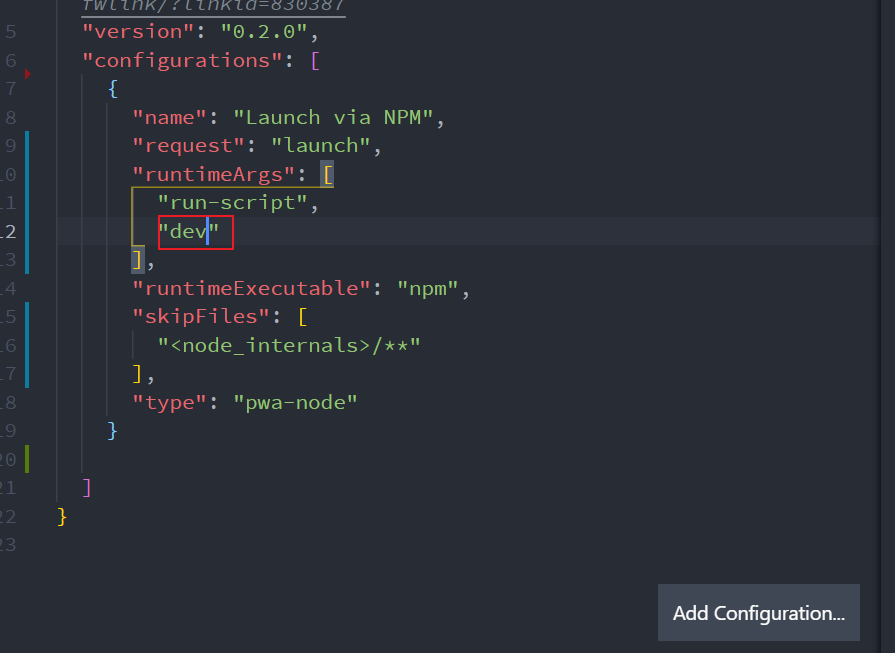 fwlink/?linkid=830387
5 "version": "0.2.0",
6 "configurations": [
7 {
8 "name": "Launch via NPM",
9 "request": "launch",
10 "runtimeArgs": [
11 "run-script",
12 "dev"
13 ],
14 "runtimeExecutable": "npm",
15 "skipFiles": [
16 "<node_internals>/**"
17 ],
18 "type": "pwa-node"
19 }
20
21 ]
22 }
23
Add Configuration...